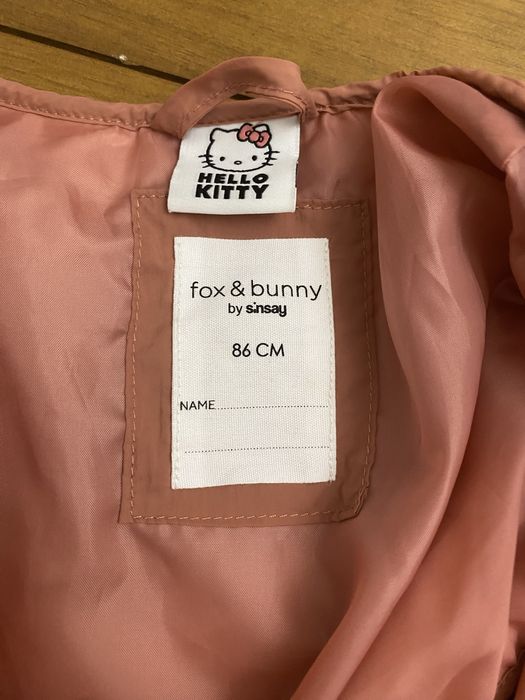 HELLO
KITTY
fox & bunny
by sinsay
86 CM
NAME